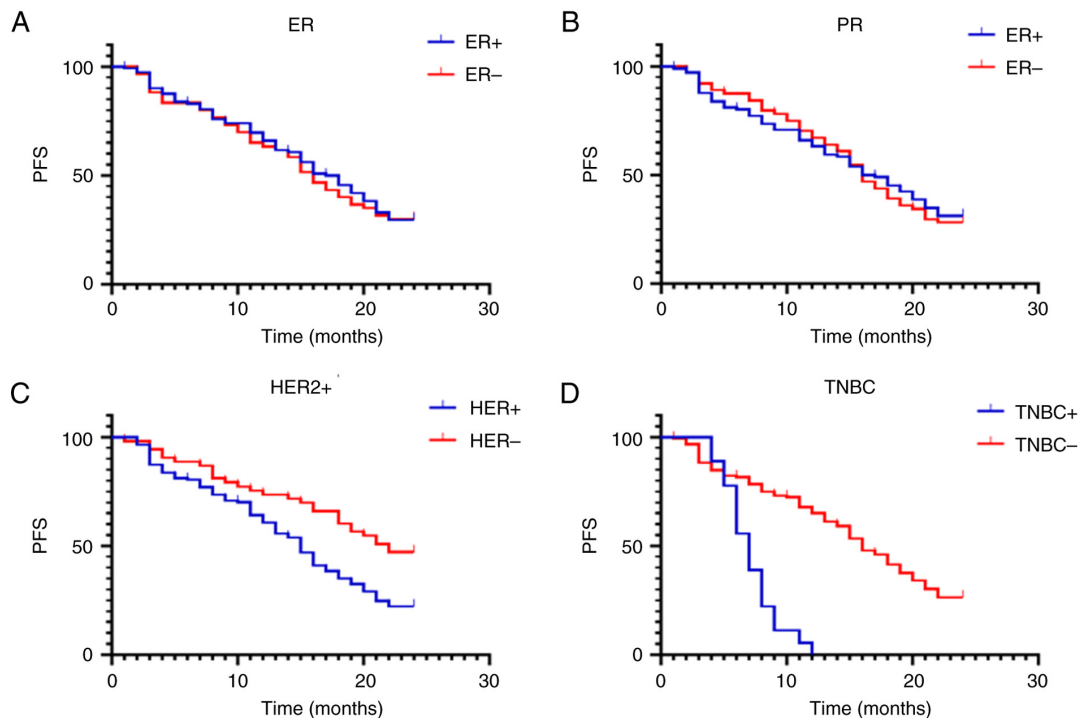 A
ER
ER+
ER–
PFS
100
50
0
0 10 20 30
Time (months)
B
PR
ER+
ER–
PFS
100
50
0
0 10 20 30
Time (months)
C
HER2+
HER+
HER–
PFS
100
50
0
0 10 20 30
Time (months)
D
TNBC
TNBC+
TNBC–
PFS
100
50
0
0 10 20 30
Time (months)